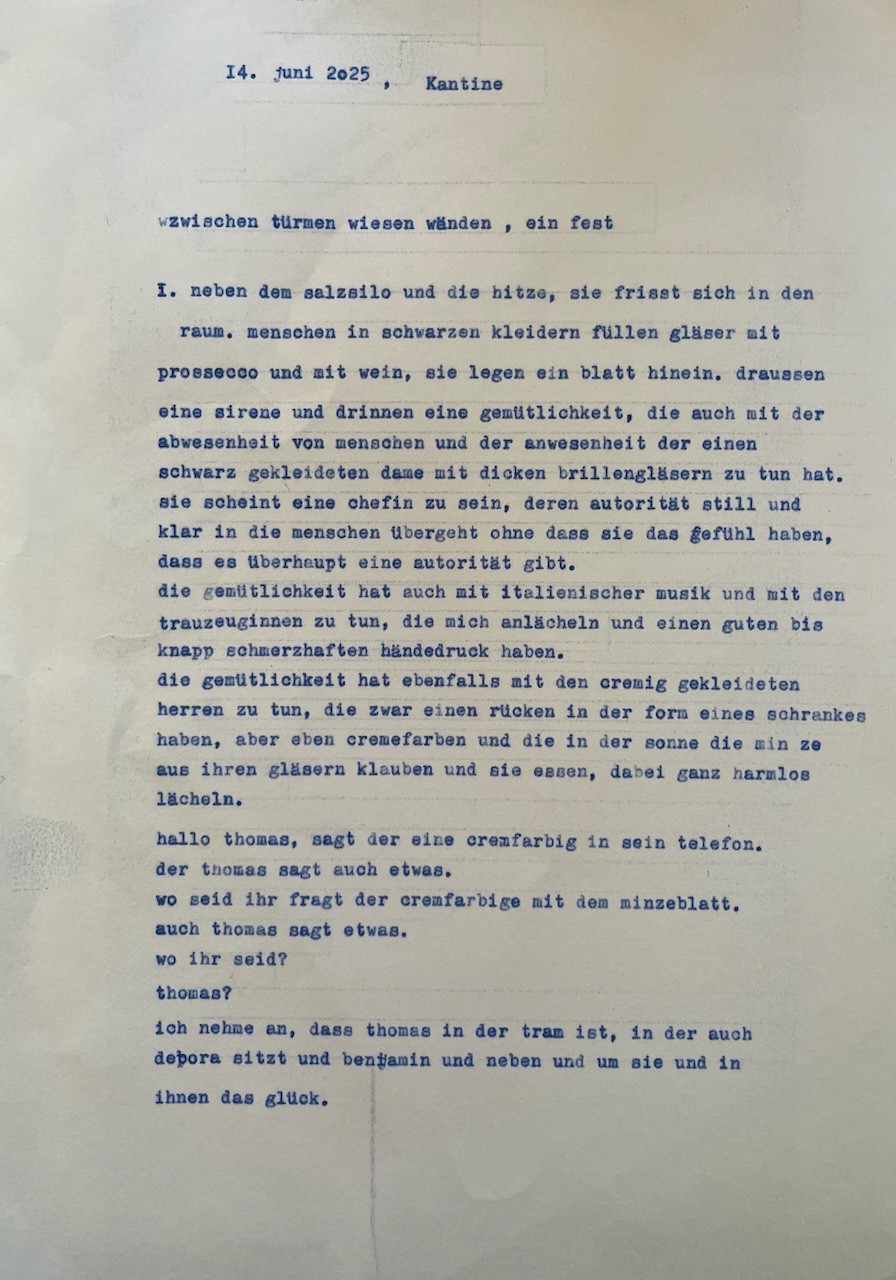 I4. juni 2o25 , Kantine
wzwischen türmen wiesen wänden , ein fest
I. neben dem salzsilo und die hitze, sie frisst sich in den
raum. menschen in schwarzen kleidern füllen gläser mit
prossecco und mit wein, sie legen ein blatt hinein. draussen
eine sirene und drinnen eine gemütlichkeit, die auch mit der
abwesenheit von menschen und der anwesenheit der einen
schwarz gekleideten dame mit dicken brillengläsern zu tun hat.
sie scheint eine chefin zu sein, deren autorität still und
klar in die menschen übergeht ohne dass sie das gefühl haben,
dass es überhaupt eine autorität gibt.
die gemütlichkeit hat auch mit italienischer musik und mit den
trauzeuginnen zu tun, die mich anlächeln und einen guten bis
knapp schmerzhaften händedruck haben.
die gemütlichkeit hat ebenfalls mit den cremig gekleideten
herren zu tun, die zwar einen rücken in der form eines schrankes
haben, aber eben cremefarben und die in der sonne die min ze
aus ihren gläsern klauben und sie essen, dabei ganz harmlos
lächeln.
hallo thomas, sagt der eine cremfarbig in sein telefon.
der thomas sagt auch etwas.
wo seid ihr fragt der cremfarbige mit dem minzeblatt.
auch thomas sagt etwas.
wo ihr seid?
thomas?
ich nehme an, dass thomas in der tram ist, in der auch
debora sitzt und benjamin und neben und um sie und in
ihnen das glück.